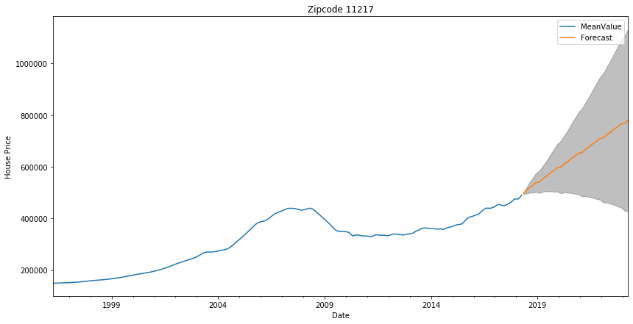 Zipcode 11217
MeanValue
Forecast
1000000
800000
600000
400000
200000
House Price
1999
2004
2009
2014
2019
Date